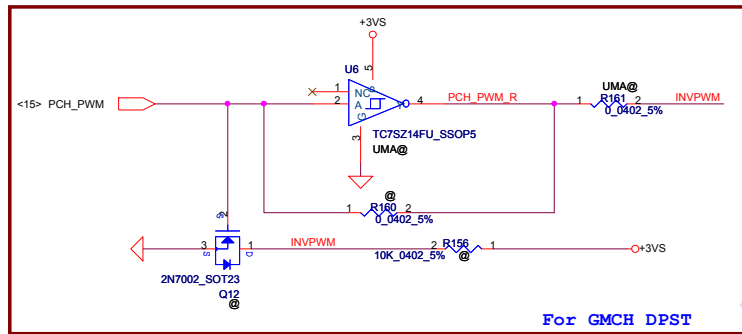 +3VS
U6
5
P
<15> PCH_PWM
1
NC
2
A
Y
4
PCH_PWM_R
G
3
TC7SZ14FU_SSOP5
UMA@
UMA@
1
R161
2
INVPWM
0_0402_5%
@
1
R160
2
0_0402_5%
G
2
3
S
D
1
INVPWM
2
R156
1
+3VS
10K_0402_5%
@
2N7002_SOT23
Q12
@
For GMCH DPST